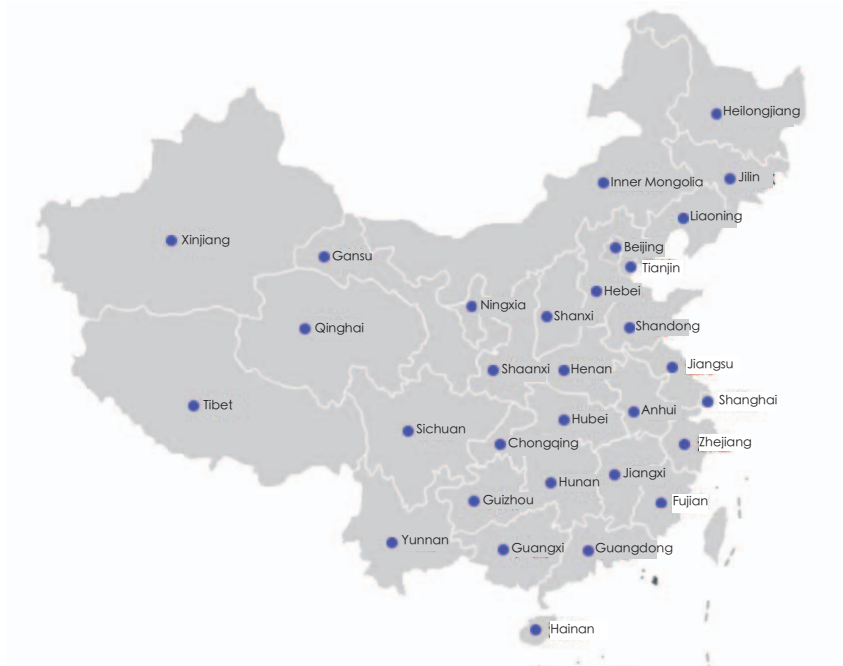 Heilongjiang
Jilin
Inner Mongolia
Liaoning
Xinjiang
Beijing
Gansu
Tianjin
Hebei
Ningxia
Shanxi
Qinghai
Shandong
Jiangsu
Shaanxi
Henan
Shanghai
Tibet
Anhui
Hubei
Sichuan
Chongqing
Zhejiang
Jiangxi
Hunan
Guizhou
Fujian
Yunnan
Guangxi
Guangdong
Hainan